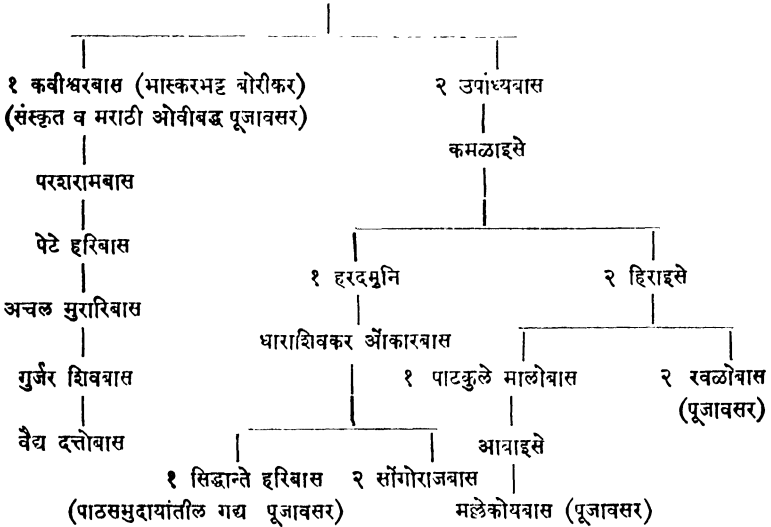 १ कवीश्वरबास (भास्करभट्ट बोरीकर) २ उपांध्यबास
(संस्कृत व मराठी ओवीबद्ध पूजावसर)
कमळाइसे
परशरामबास
पेटे हरिबास
१ हरदमुनि २ हिराइसे
अचल मुरारिबास
धाराशिवकर ओंकारबास
गुर्जर शिवबास १ पाटकुले मालोबास २ रवळोबास
(पूजावसर)
वैद्य दत्तोबास आबाइसे
१ सिद्धान्ते हरिबास २ सोंगोराजबास
(पाठसमुदायांतील गद्य पूजावसर) मल्लेकोयबास (पूजावसर)